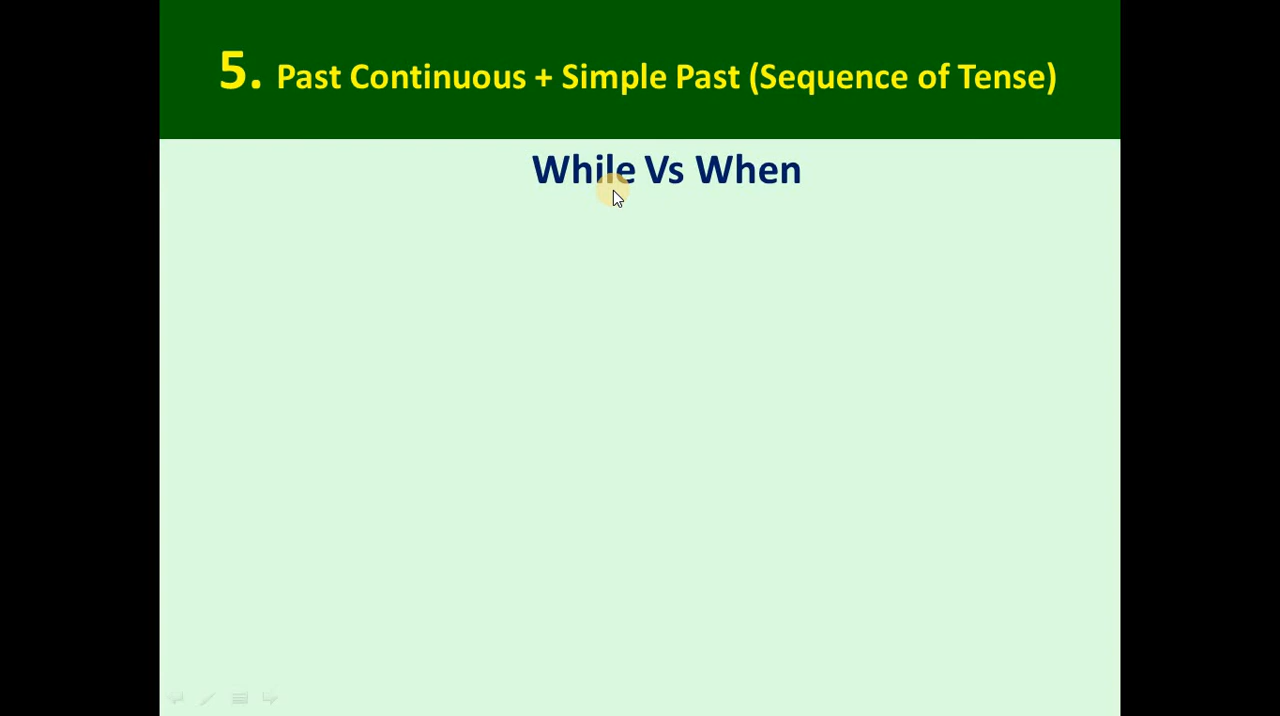 5. Past Continuous + Simple Past (Sequence of Tense)
While Vs When